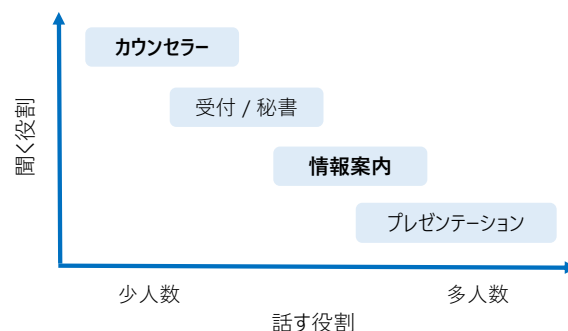 カウンセラー
受付 / 秘書
情報案内
プレゼンテーション
聞く役割
少人数
多人数
話す役割